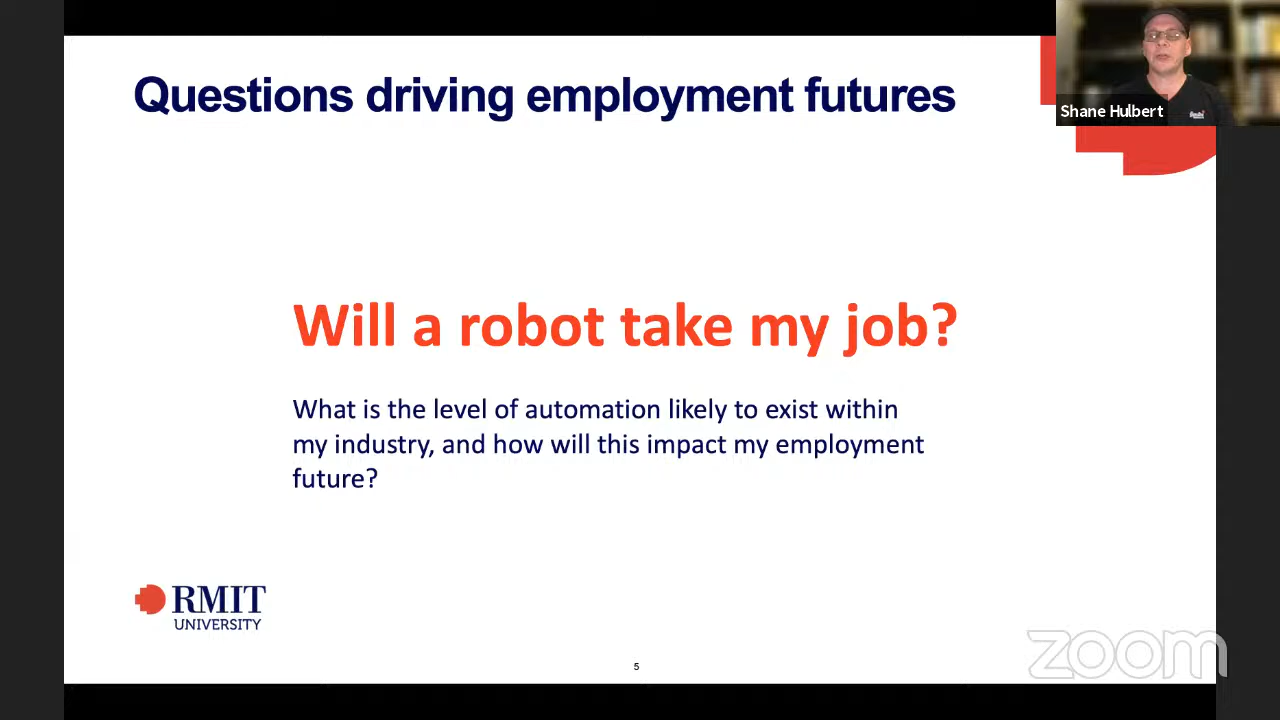 Questions driving employment futures
Shane Hulbert
Will a robot take my job?
What is the level of automation likely to exist within
my industry, and how will this impact my employment
future?
RMIT
UNIVERSITY
5
zoom